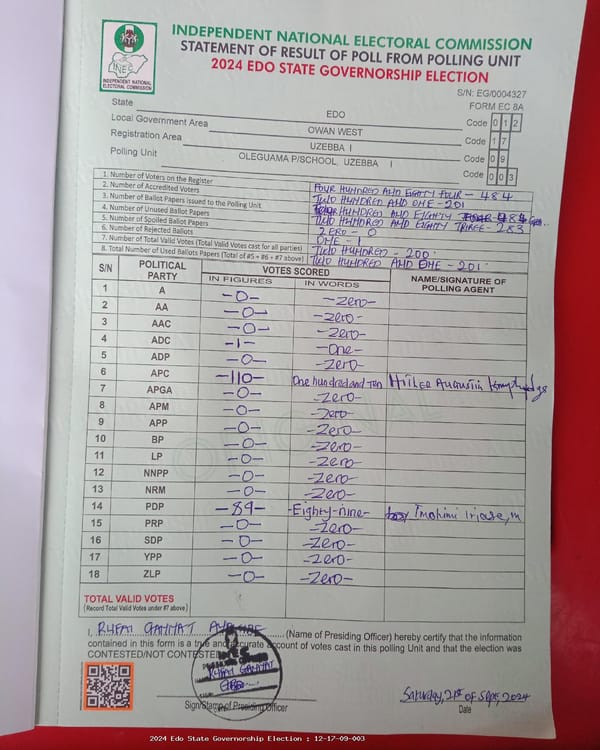 INEC
INDEPENDENT NATIONAL ELECTORAL COMMISSION
INDEPENDENT NATIONAL ELECTORAL COMMISSION
STATEMENT OF RESULT OF POLL FROM POLLING UNIT
2024 EDO STATE GOVERNORSHIP ELECTION
S/N: EG/0004327
FORM EC 8A
State EDO Code 0 1 2
Local Government Area OWAN WEST Code 1 7
Registration Area UZEBBA I Code 0 9
Polling Unit OLEGUAMA P/SCHOOL, UZEBBA I Code 0 0 3
1. Number of Voters on the Register FOUR HUNDRED AND EIGHTY FOUR - 484
2. Number of Accredited Voters TWO HUNDRED AND ONE - 201
3. Number of Ballot Papers issued to the Polling Unit HUNDRED AND EIGHTY FOUR 484
4. Number of Unused Ballot Papers TWO HUNDRED AND EIGHTY THREE - 283
5. Number of Spoiled Ballot Papers ZERO - 0
6. Number of Rejected Ballots ONE - 1
7. Number of Total Valid Votes (Total Valid Votes cast for all parties) TWO HUNDRED - 200
8. Total Number of Used Ballots Papers (Total of #5 + #6 + #7 above) TWO HUNDRED AND ONE - 201
S/N POLITICAL PARTY VOTES SCORED NAME/SIGNATURE OF POLLING AGENT
IN FIGURES IN WORDS
1 A -0- -Zero-
2 AA -0- -Zero-
3 AAC -0- -Zero-
4 ADC -1- -One-
5 ADP -0- -Zero-
6 APC -110- One hundred and Ten Augustin
7 APGA -0- -Zero-
8 APM -0- -Zero-
9 APP -0- -Zero-
10 BP -0- -Zero-
11 LP -0- -Zero-
12 NNPP -0- -Zero-
13 NRM -0- -Zero-
14 PDP -89- -Eighty-nine- Imohimi
15 PRP -0- -Zero-
16 SDP -0- -Zero-
17 YPP -0- -Zero-
18 ZLP -0- -Zero-
TOTAL VALID VOTES
(Record Total Valid Votes under #7 above)
I, (Name of Presiding Officer) hereby certify that the information
contained in this form is a true and accurate account of votes cast in this polling Unit and that the election was
CONTESTED/NOT CONTESTED
Sign/Stamp of Presiding Officer
Saturday, 21st of Sept, 2024
Date
2024 Edo State Governorship Election : 12-17-09-003